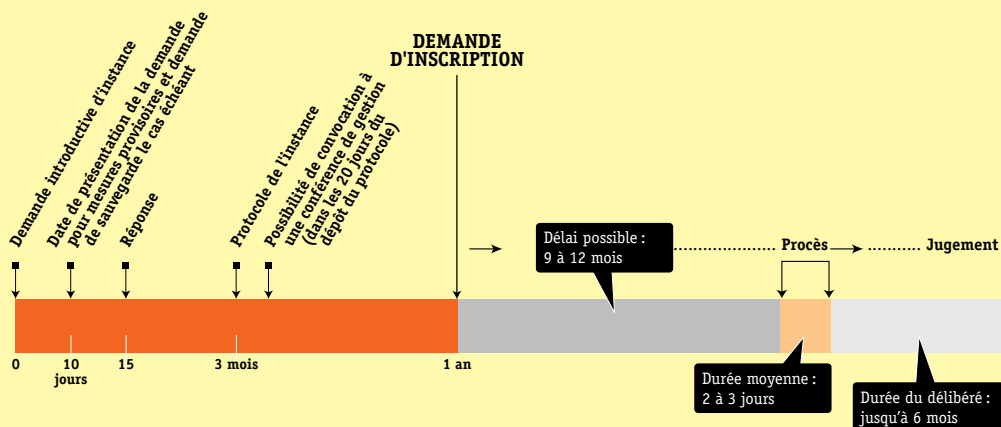 Demande introductive d'instance
Date de présentation de la demande
pour mesures provisoires et demande
de sauvegarde le cas échéant
Réponse
Protocole de l'instance
Possibilité de convocation à
une conférence de gestion
(dans les 20 jours du
dépôt du protocole)
DEMANDE
D'INSCRIPTION
Délai possible :
9 à 12 mois
Procès
Jugement
0
10
jours
15
3 mois
1 an
Durée moyenne :
2 à 3 jours
Durée du délibéré :
jusqu'à 6 mois